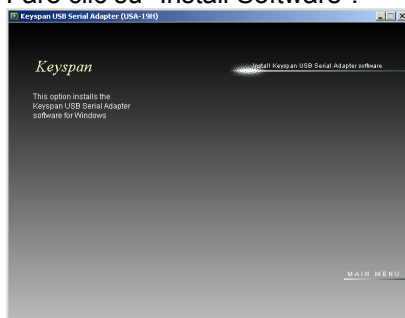 Fare clic su "Install Software".
Keyspan USB Serial Adapter (USA-19H)
Keyspan
Install Keyspan USB Serial Adapter software
This option installs the
Keyspan USB Serial Adapter
software for Windows
MAIN MENU